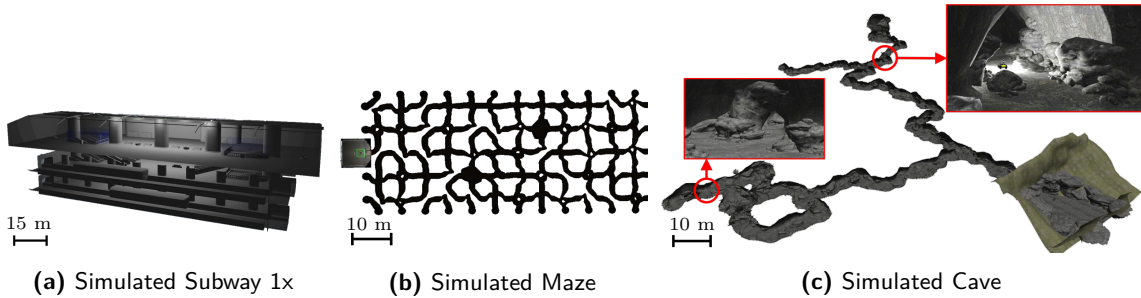 15 m
10 m
10 m
(a) Simulated Subway 1x
(b) Simulated Maze
(c) Simulated Cave